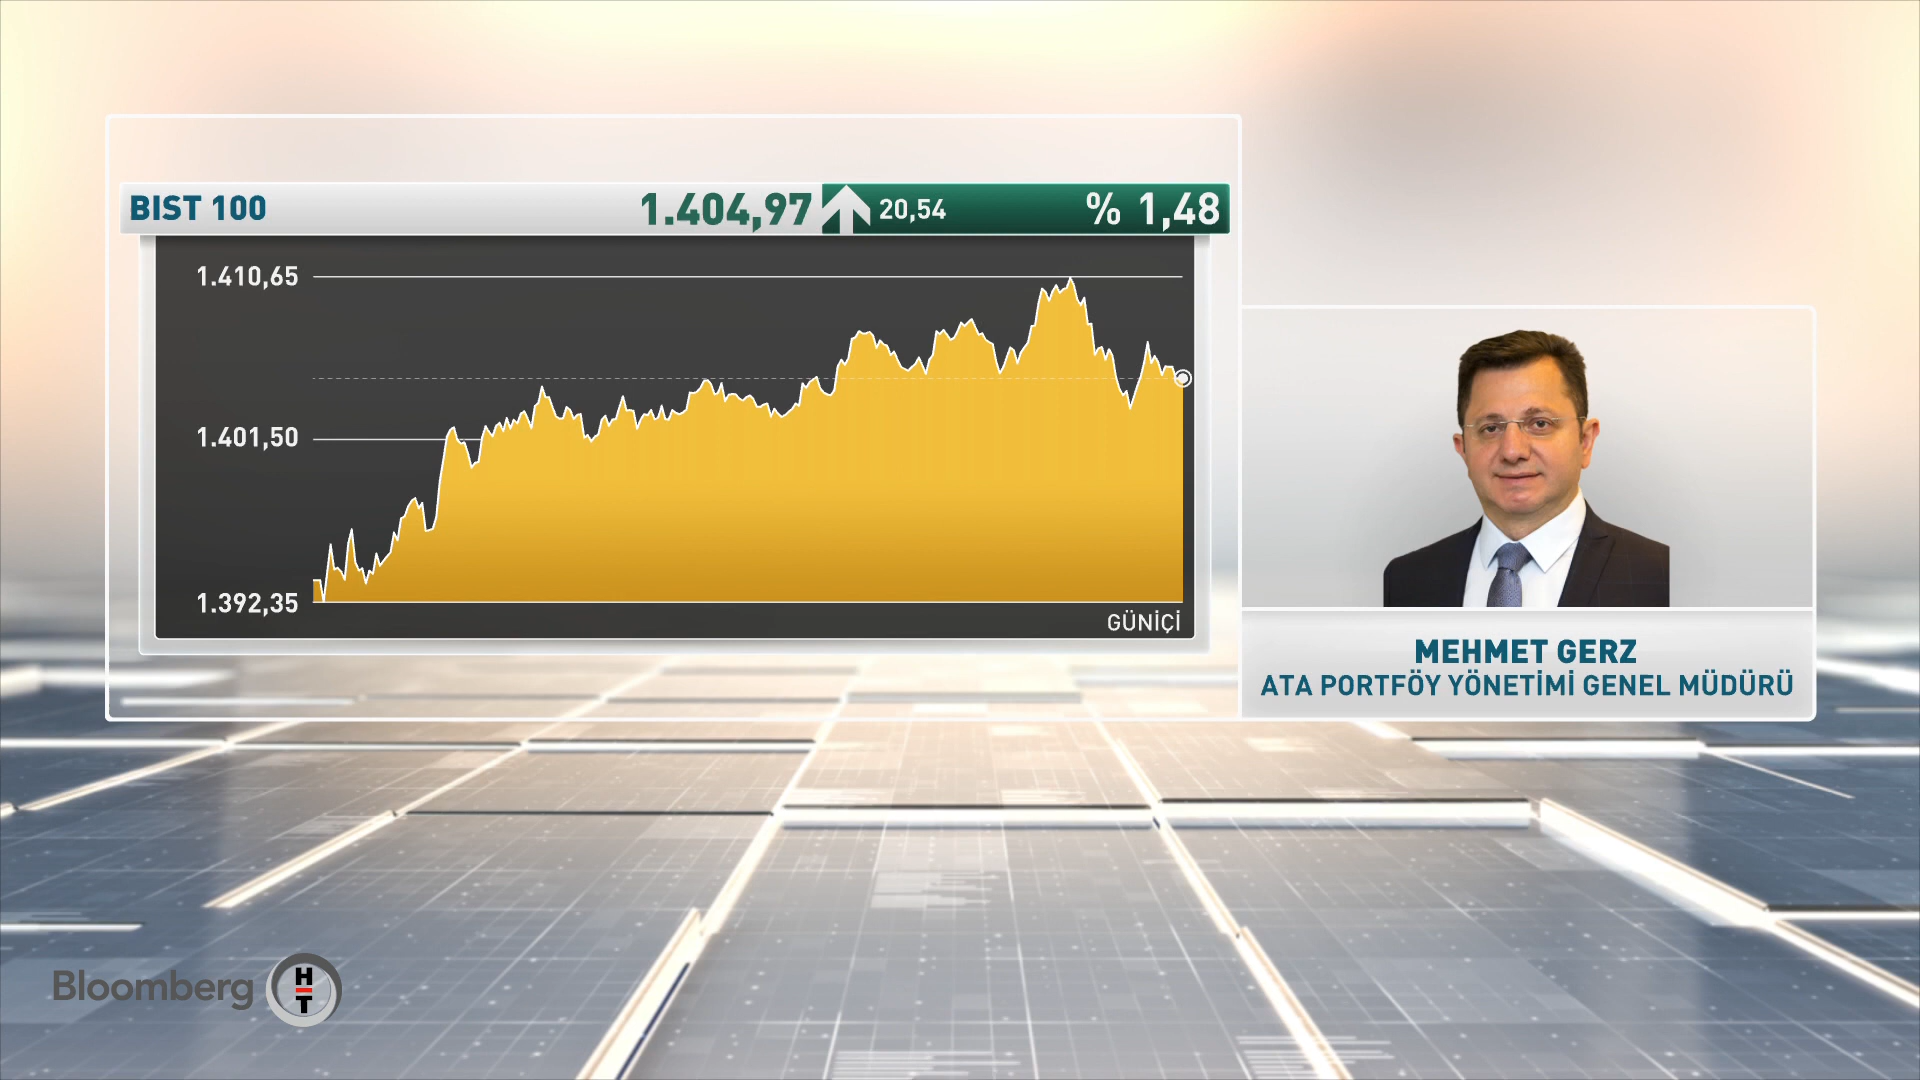 BIST 100 1.404,97 20,54 % 1,48
1.410,65
1.401,50
1.392,35
GÜNİÇİ
MEHMET GERZ
ATA PORTFÖY YÖNETİMİ GENEL MÜDÜRÜ
Bloomberg HT